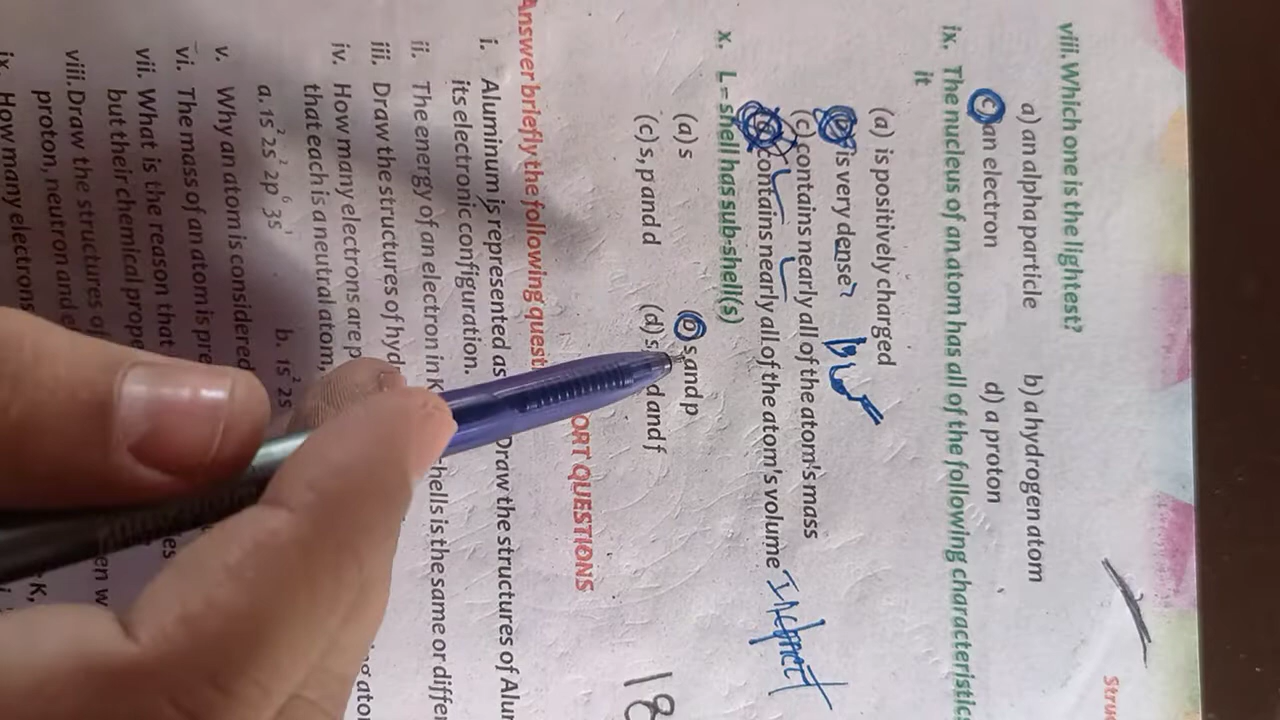 Struc
viii. Which one is the lightest?
a) an alpha particle b) a hydrogen atom
c) an electron d) a proton
ix. The nucleus of an atom has all of the following characteristics
it
(a) is positively charged
is very dense?
(c) contains nearly all of the atom's mass
contains nearly all of the atom's volume
x. L-shell has sub-shell(s)
(a) s (b) s, and p
(c) s, p and d (d) s d and f
ORT QUESTIONS
Answer briefly the following quest
i. Aluminum is represented as Draw the structures of Alum
its electronic configuration.
ii. The energy of an electron in K hells is the same or differ
iii. Draw the structures of hyd
iv. How many electrons are p
that each is a neutral atom,
a. 1S² 2S² 2p⁶ 3S¹ b. 1S² 2S
v. Why an atom is considered
vi. The mass of an atom is pre
vii. What is the reason that
but their chemical prope
viii. Draw the structures of
proton, neutron and e
ix. How many electrons
18